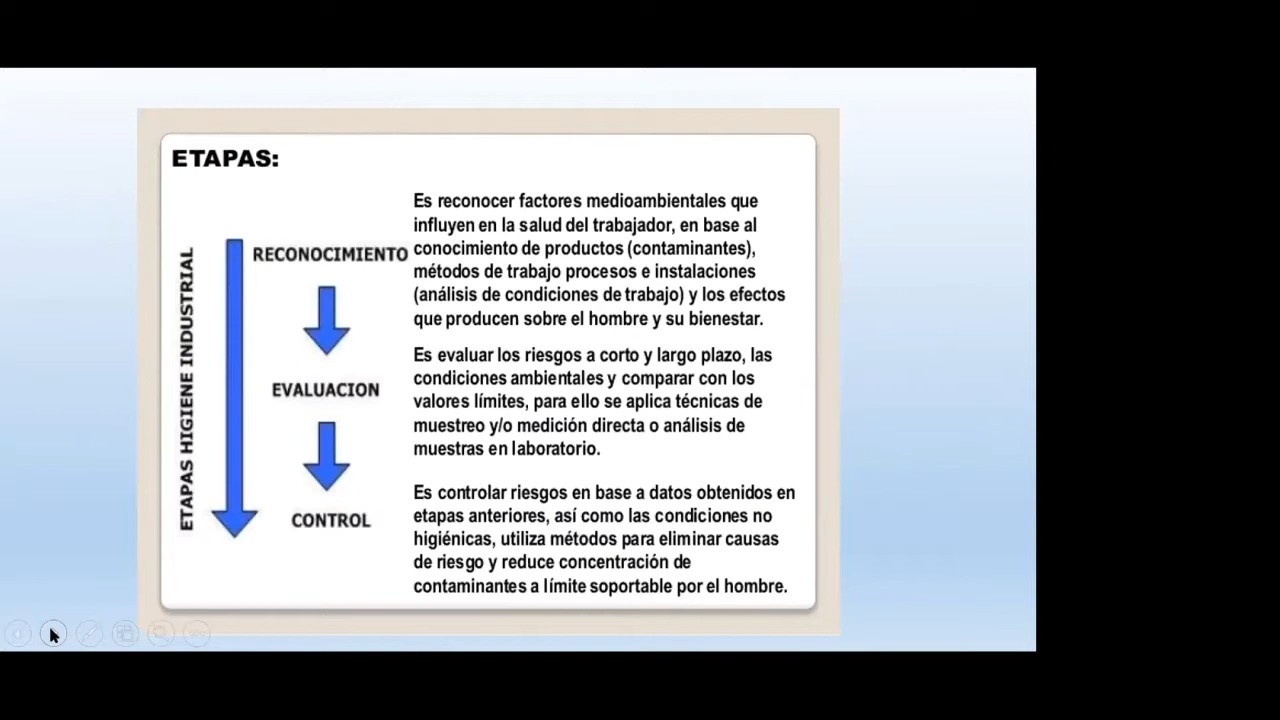 ETAPAS:
ETAPAS HIGIENE INDUSTRIAL
RECONOCIMIENTO
Es reconocer factores medioambientales que
influyen en la salud del trabajador, en base al
conocimiento de productos (contaminantes),
métodos de trabajo procesos e instalaciones
(análisis de condiciones de trabajo) y los efectos
que producen sobre el hombre y su bienestar.
EVALUACION
Es evaluar los riesgos a corto y largo plazo, las
condiciones ambientales y comparar con los
valores límites, para ello se aplica técnicas de
muestreo y/o medición directa o análisis de
muestras en laboratorio.
CONTROL
Es controlar riesgos en base a datos obtenidos en
etapas anteriores, así como las condiciones no
higiénicas, utiliza métodos para eliminar causas
de riesgo y reduce concentración de
contaminantes a límite soportable por el hombre.